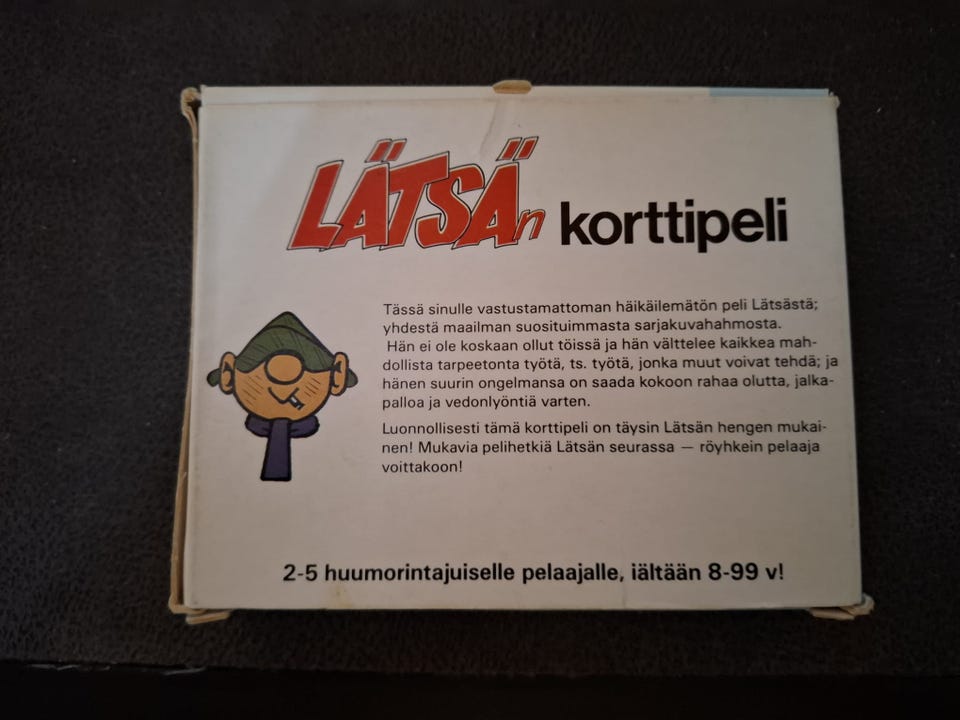 LÄTSÄn korttipeli
Tässä sinulle vastustamattoman häikäilemätön peli Lätsästä;
yhdestä maailman suosituimmasta sarjakuvahahmosta.
Hän ei ole koskaan ollut töissä ja hän välttelee kaikkea mah-
dollista tarpeetonta työtä, ts. työtä, jonka muut voivat tehdä; ja
hänen suurin ongelmansa on saada kokoon rahaa olutta, jalka-
palloa ja vedonlyöntiä varten.
Luonnollisesti tämä korttipeli on täysin Lätsän hengen mukai-
nen! Mukavia pelihetkiä Lätsän seurassa — röyhkein pelaaja
voittakoon!
2-5 huumorintajuiselle pelaajalle, iältään 8-99 v!